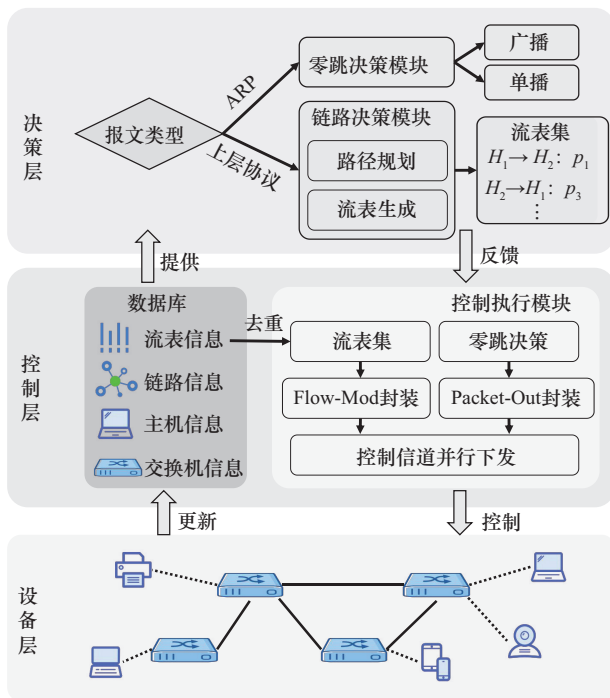 决策层
报文类型
ARP
上层协议
零跳决策模块
广播
单播
链路决策模块
路径规划
流表生成
流表集
H1→ H2: p1
H2→H1: p3
⋮
提供
反馈
控制层
数据库
流表信息
链路信息
主机信息
交换机信息
去重
控制执行模块
流表集
零跳决策
Flow-Mod封装
Packet-Out封装
控制信道并行下发
更新
控制
设备层